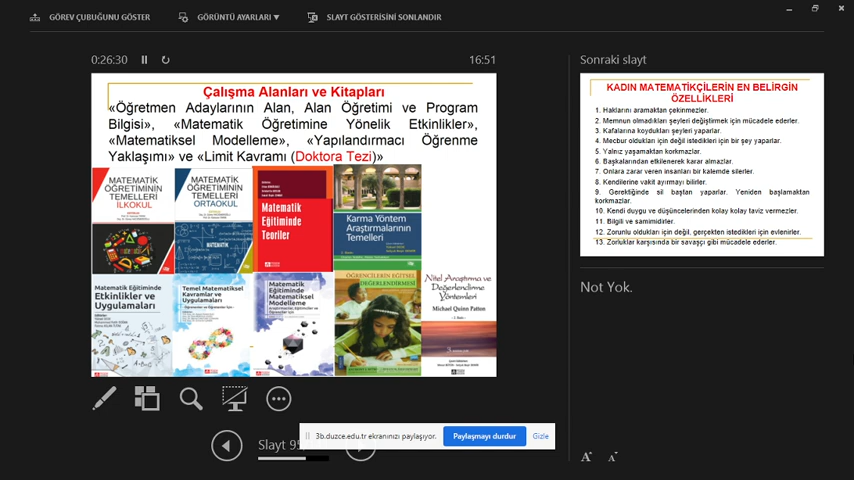 GÖREV ÇUBUĞUNU GÖSTER
GÖRÜNTÜ AYARLARI
SLAYT GÖSTERİSİNİ SONLANDIR
0:26:30
16:51
Çalışma Alanları ve Kitapları
«Öğretmen Adaylarının Alan, Alan Öğretimi ve Program
Bilgisi», «Matematik Öğretimine Yönelik Etkinlikler»,
«Matematiksel Modelleme», «Yapılandırmacı Öğrenme
Yaklaşımı» ve «Limit Kavramı (Doktora Tezi)»
MATEMATİK
ÖĞRETİMİNİN
TEMELLERİ
İLKOKUL
MATEMATİK
ÖĞRETİMİNİN
TEMELLERİ
ORTAOKUL
MATEMATİK
Matematik
Eğitiminde
Teoriler
Karma Yöntem
Araştırmalarının
Temelleri
Matematik Eğitiminde
Etkinlikler ve
Uygulamaları
Temel Matematiksel
Kavramlar ve
Uygulamaları
Matematik
Eğitiminde
Matematiksel
Modelleme
ÖĞRENCİLERİN EĞİTSEL
DEĞERLENDİRMESİ
Nitel Araştırma ve
Değerlendirme
Yöntemleri
Michael Quinn Patton
Sonraki slayt
KADIN MATEMATİKÇİLERİN EN BELİRGİN
ÖZELLİKLERİ
1. Haklarını aramaktan çekinmezler.
2. Memnun olmadıkları şeyleri değiştirmek için mücadele ederler.
3. Kafalarına koydukları şeyleri yaparlar.
4. Mecbur oldukları için değil istedikleri için bir şey yaparlar.
5. Yalnız yaşamaktan korkmazlar.
6. Başkalarından etkilenerek karar almazlar.
7. Onlara zarar veren insanları bir kalemde silerler.
8. Kendilerine vakit ayırmayı bilirler.
9. Gerektiğinde sil baştan yaparlar. Yeniden başlamaktan
korkmazlar.
10. Kendi duygu ve düşüncelerinden kolay kolay taviz vermezler.
11. Bilgili ve samimidirler.
12. Zorunlu oldukları için değil, gerçekten istedikleri için evlenirler.
13. Zorluklar karşısında bir savaşçı gibi mücadele ederler.
Not Yok.
Slayt 9
3b.duzce.edu.tr ekranınızı paylaşıyor.
Paylaşmayı durdur
Gizle
A
A